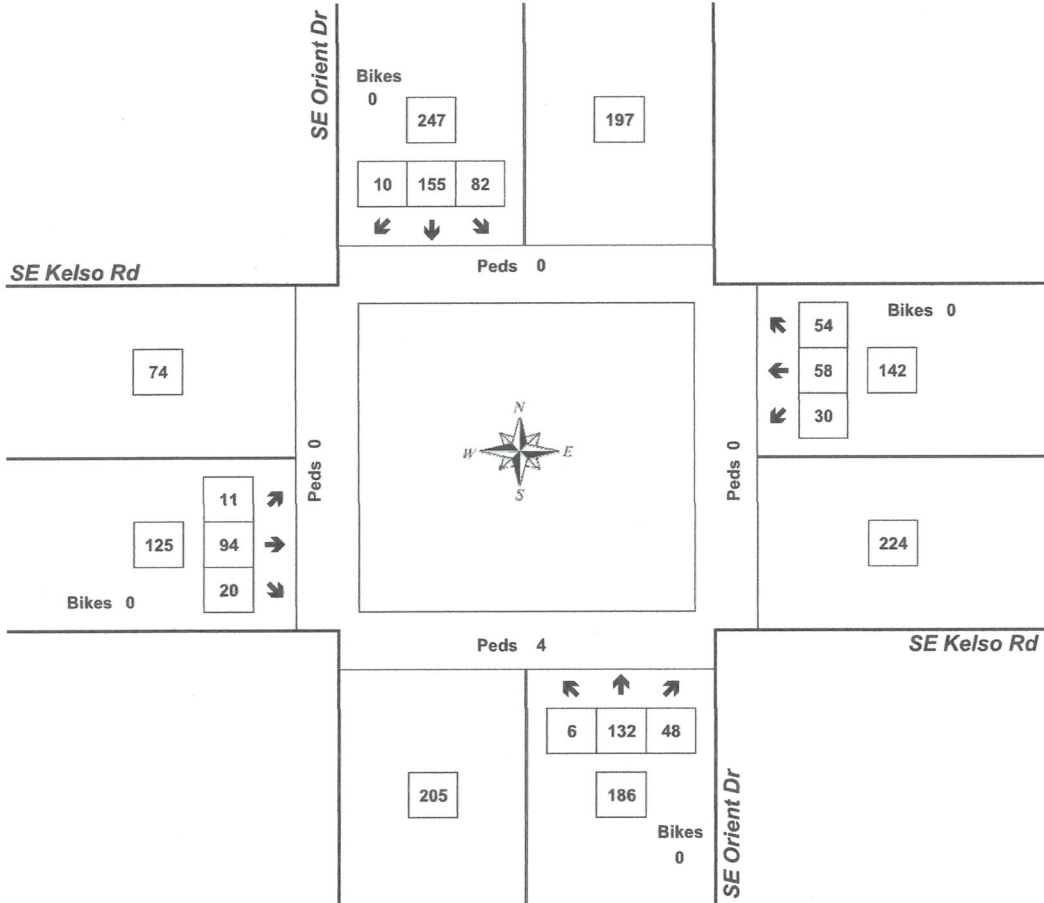 SE Orient Dr
Bikes
0
247
197
10 155 82
Peds 0
SE Kelso Rd
54
Bikes 0
74
58
142
30
N
W E
S
Peds 0
Peds 0
11
125
94
224
20
Bikes 0
Peds 4
SE Kelso Rd
6 132 48
205
186
Bikes
0
SE Orient Dr